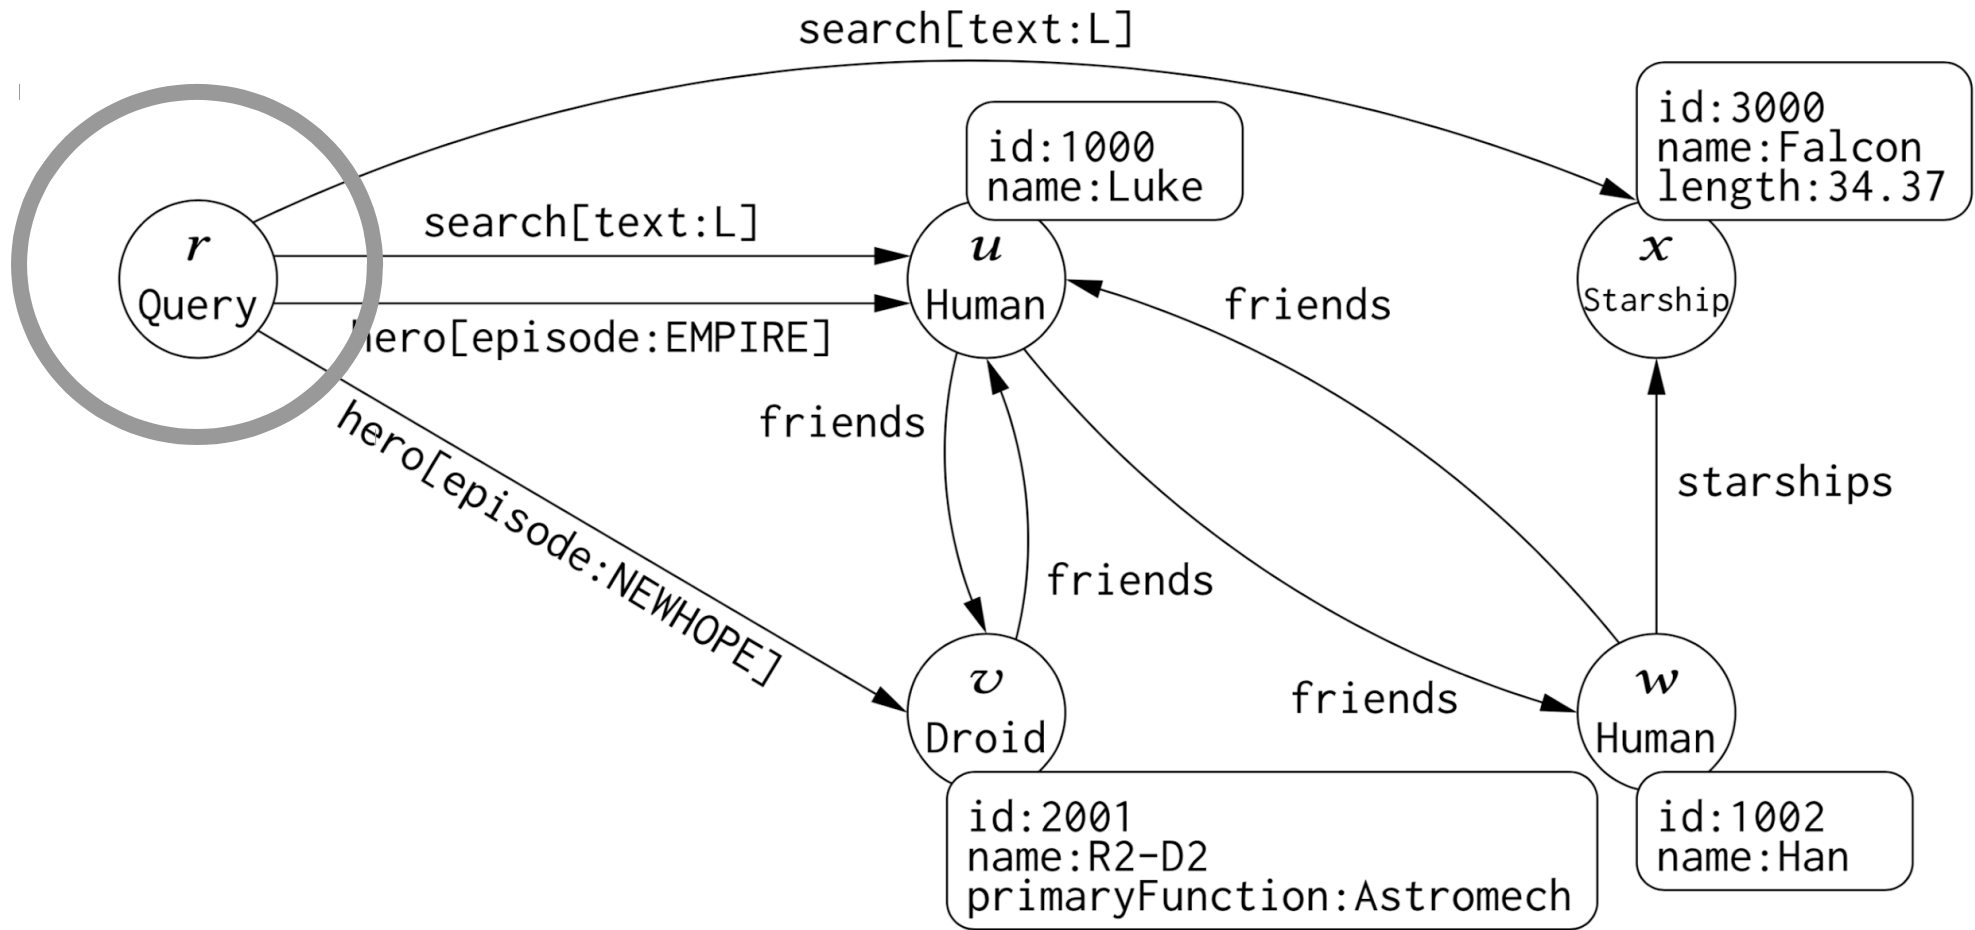 search[text:L]
id:3000
name:Falcon
length:34.37
id:1000
name:Luke
search[text:L]
r
Query
u
Human
x
Starship
hero[episode:EMPIRE]
friends
friends
starships
hero[episode:NEWHOPE]
friends
friends
v
Droid
w
Human
id:2001
name:R2-D2
primaryFunction:Astromech
id:1002
name:Han